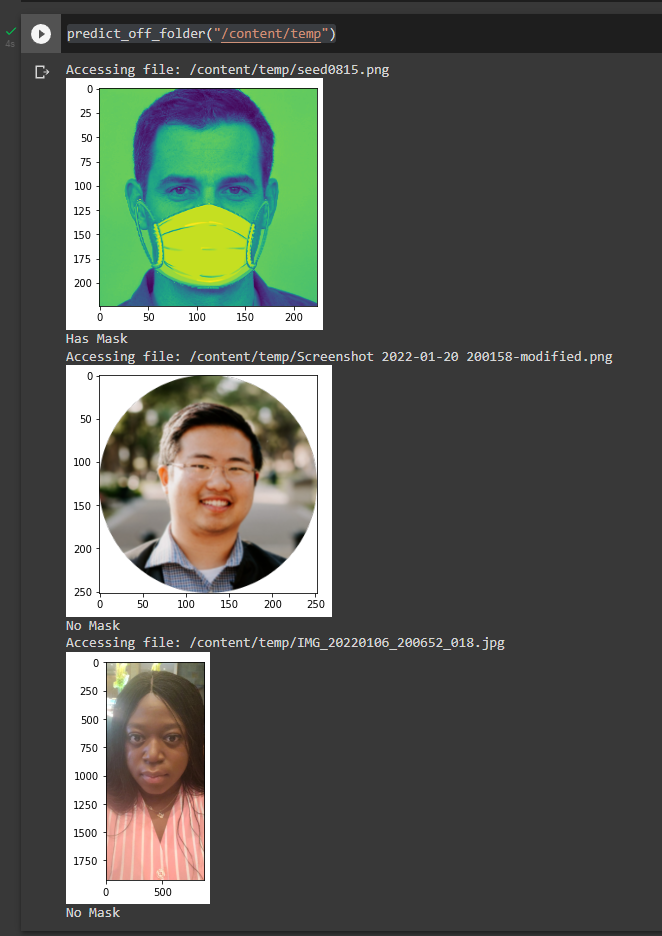 predict_off_folder("/content/temp")
4s
Accessing file: /content/temp/seed0815.png
0
25
50
75
100
125
150
175
200
0 50 100 150 200
Has Mask
Accessing file: /content/temp/Screenshot 2022-01-20 200158-modified.png
0
50
100
150
200
250
0 50 100 150 200 250
No Mask
Accessing file: /content/temp/IMG_20220106_200652_018.jpg
0
250
500
750
1000
1250
1500
1750
0 500
No Mask